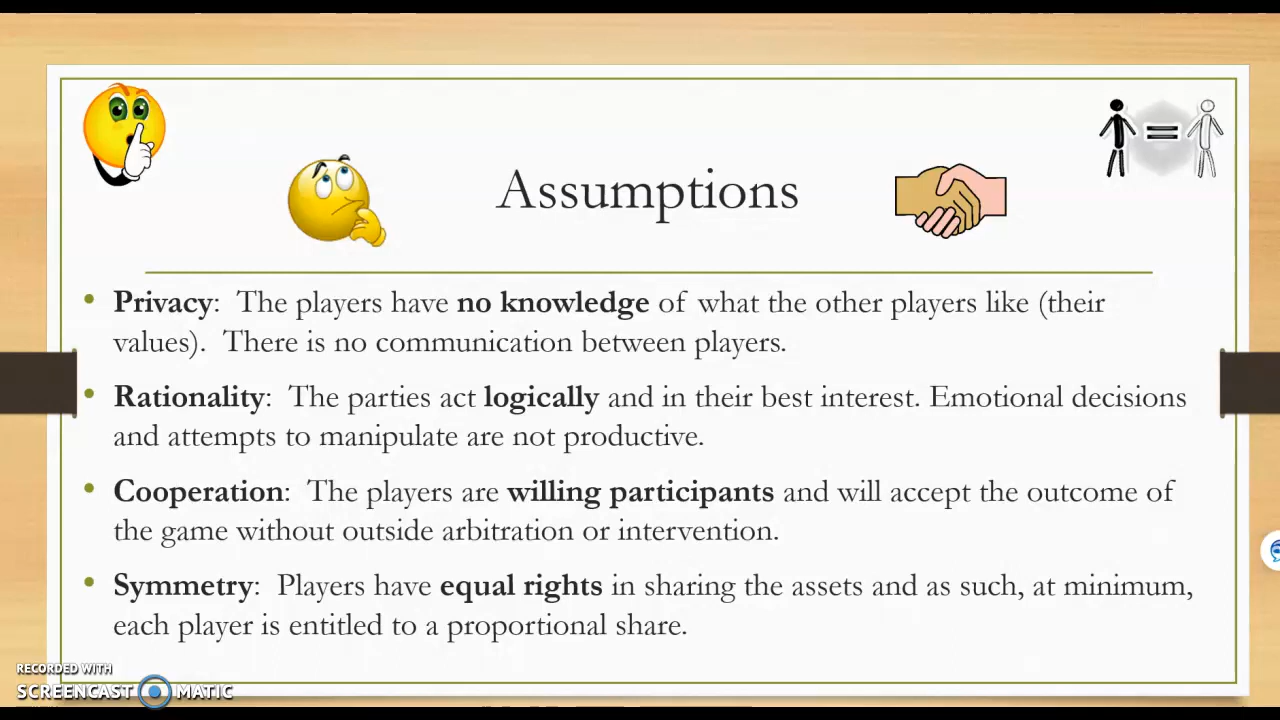 Assumptions
• Privacy: The players have no knowledge of what the other players like (their
values). There is no communication between players.
• Rationality: The parties act logically and in their best interest. Emotional decisions
and attempts to manipulate are not productive.
• Cooperation: The players are willing participants and will accept the outcome of
the game without outside arbitration or intervention.
• Symmetry: Players have equal rights in sharing the assets and as such, at minimum,
each player is entitled to a proportional share.
RECORDED WITH
SCREENCAST MATIC